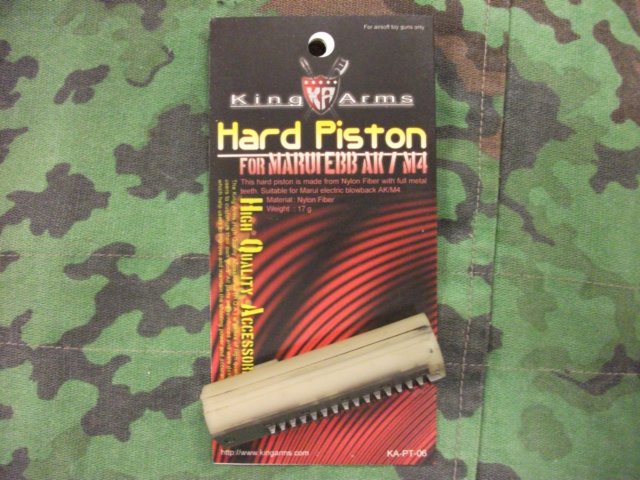 For airsoft toy guns only
KA
King Arms
Hard Piston
FOR MARUI EBB AK / M4
This hard piston is made from Nylon Fiber with full metal
teeth. Suitable for Marui electric blowback AK/M4
Material : Nylon Fiber
Weight : 17 g
HIGH QUALITY ACCESSOR
http://www.kingarms.com
KA-PT-06